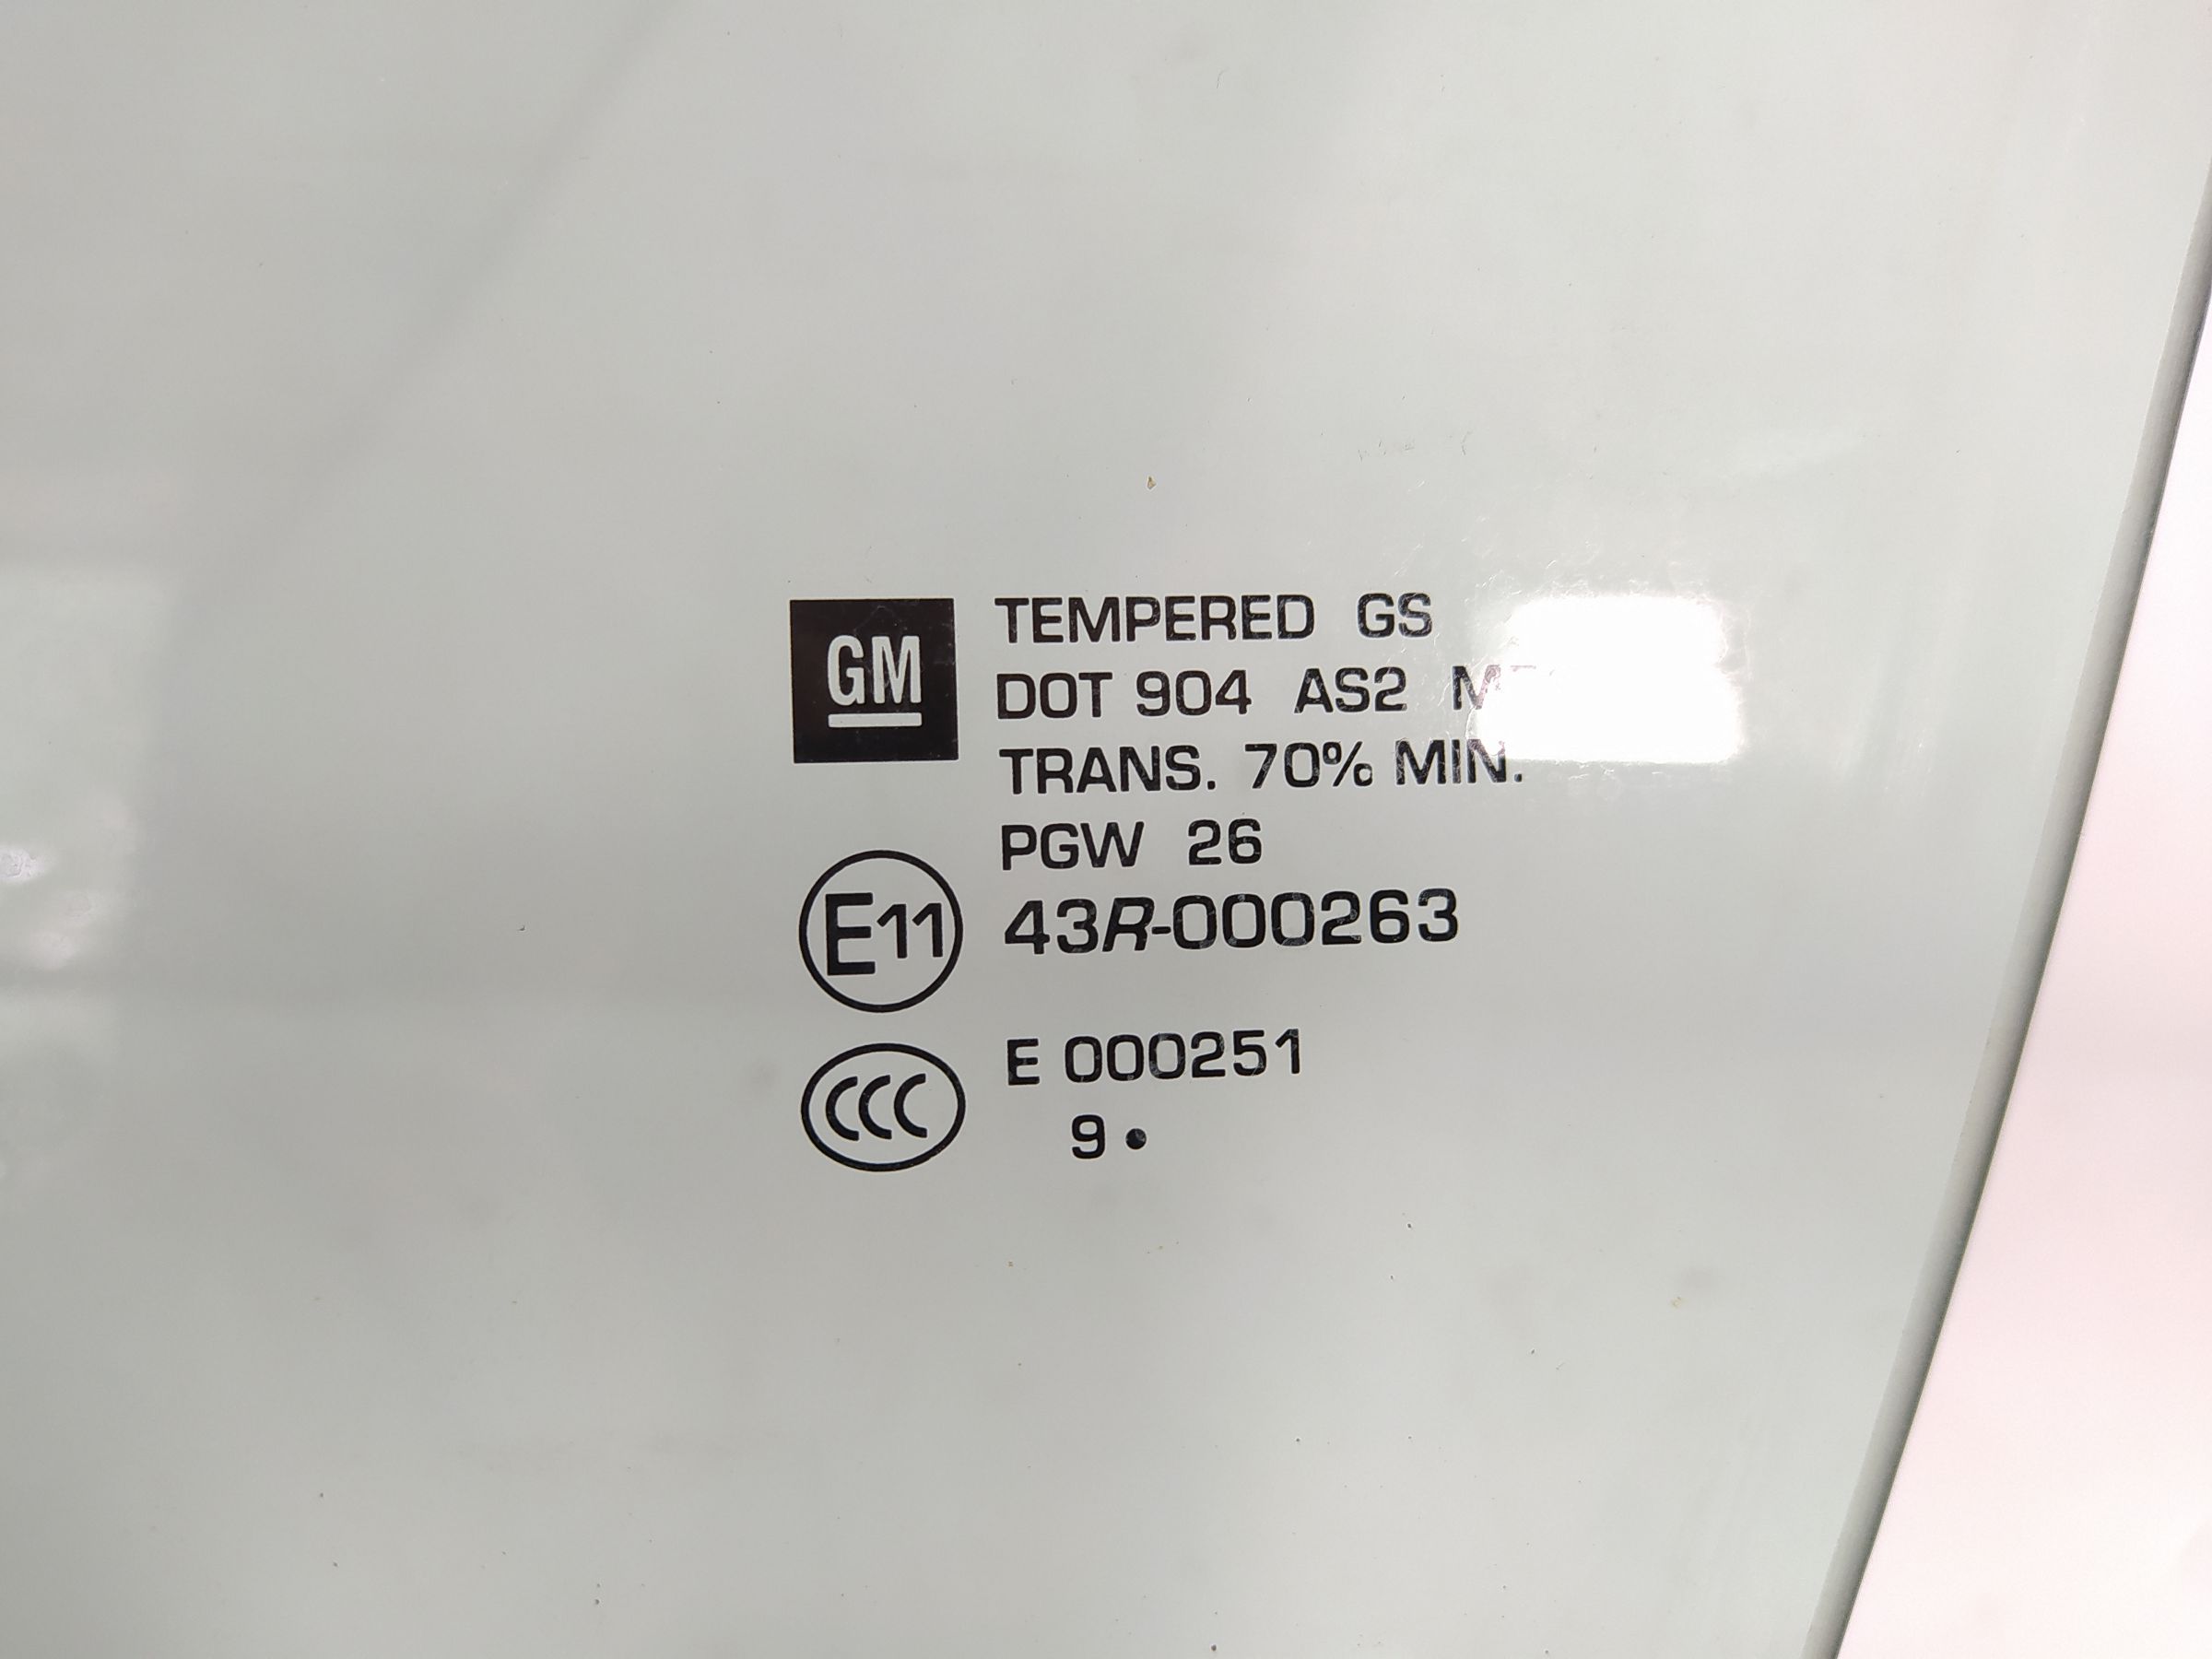 GM
TEMPERED GS
DOT 904 AS2
TRANS. 70% MIN.
PGW 26
E11 43R-000263
CCC E 000251
9 •